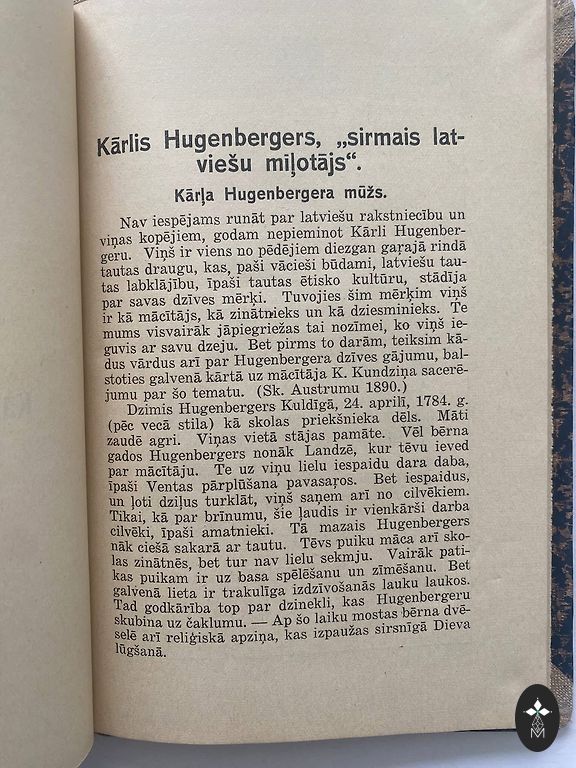 Kārlis Hugenbergers, „sirmais lat-
viešu miļotājs“.
Kārļa Hugenbergera mūžs.
Nav iespējams runāt par latviešu rakstniecību un
viņas kopējiem, godam nepieminot Kārli Hugenber-
geru. Viņš ir viens no pēdējiem diezgan gaŗajā rindā
tautas draugu, kas, paši vācieši būdami, latviešu tau-
tas labklājību, īpaši tautas ētisko kultūru, stādīja
par savas dzīves mērķi. Tuvojies šim mērķim viņš
ir kā mācītājs, kā zinātnieks un kā dziesminieks. Te
mums visvairāk jāpiegriežas tai nozīmei, ko viņš ie-
guvis ar savu dzeju. Bet pirms to darām, teiksim kā-
dus vārdus arī par Hugenbergera dzīves gājumu, bal-
stoties galvenā kārtā uz mācītāja K. Kundziņa sacerē-
jumu par šo tematu. (Sk. Austrumu 1890.)
Dzimis Hugenbergers Kuldīgā, 24. aprilī, 1784. g.
(pēc vecā stila) kā skolas priekšnieka dēls. Māti
zaudē agri. Viņas vietā stājas pamāte. Vēl bērna
gados Hugenbergers nonāk Landzē, kur tēvu ieved
par mācītāju. Te uz viņu lielu iespaidu dara daba,
īpaši Ventas pārplūšana pavasaŗos. Bet iespaidus,
un ļoti dziļus turklāt, viņš saņem arī no cilvēkiem.
Tikai, kā par brīnumu, šie ļaudis ir vienkārši darba
cilvēki, īpaši amatnieki. Tā mazais Hugenbergers
nāk ciešā sakarā ar tautu. Tēvs puiku māca arī sko-
las zinātnēs, bet tur nav lielu sekmju. Vairāk pati-
kas puikam ir uz basa spēlēšanu un zīmēšanu. Bet
galvenā lieta ir trakulīga izdzīvošanās lauku laukos.
Tad godkārība top par dzinekli, kas Hugenbergeru
skubina uz čaklumu. — Ap šo laiku mostas bērna dvē-
selē arī reliģiskā apziņa, kas izpaužas sirsnīgā Dieva
lūgšanā.
M